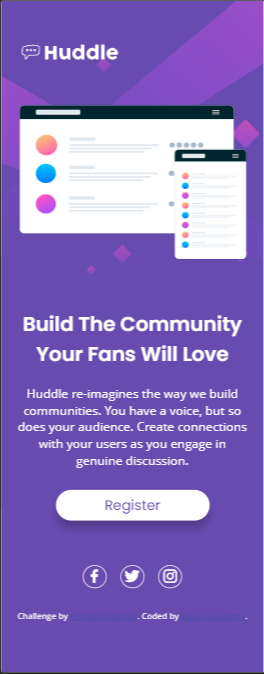 Huddle
Build The Community
Your Fans Will Love
Huddle re-imagines the way we build
communities. You have a voice, but so
does your audience. Create connections
with your users as you engage in
genuine discussion.
Register
Challenge by . Coded by .